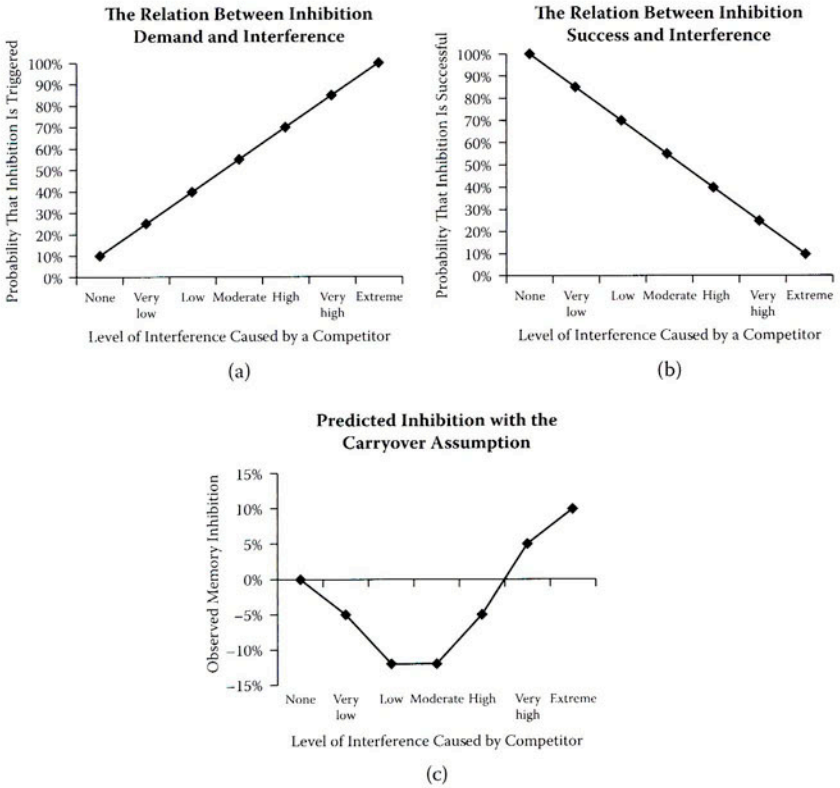 The Relation Between Inhibition
Demand and Interference
Probability That Inhibition Is Triggered
100%
90%
80%
70%
60%
50%
40%
30%
20%
10%
0%
None Very low Low Moderate High Very high Extreme
Level of Interference Caused by a Competitor
(a)
The Relation Between Inhibition
Success and Interference
Probability That Inhibition Is Successful
100%
90%
80%
70%
60%
50%
40%
30%
20%
10%
0%
None Very low Low Moderate High Very high Extreme
Level of Interference Caused by a Competitor
(b)
Predicted Inhibition with the
Carryover Assumption
Observed Memory Inhibition
15%
10%
5%
0%
−5%
−10%
−15%
None Very low Low Moderate High Very high Extreme
Level of Interference Caused by Competitor
(c)